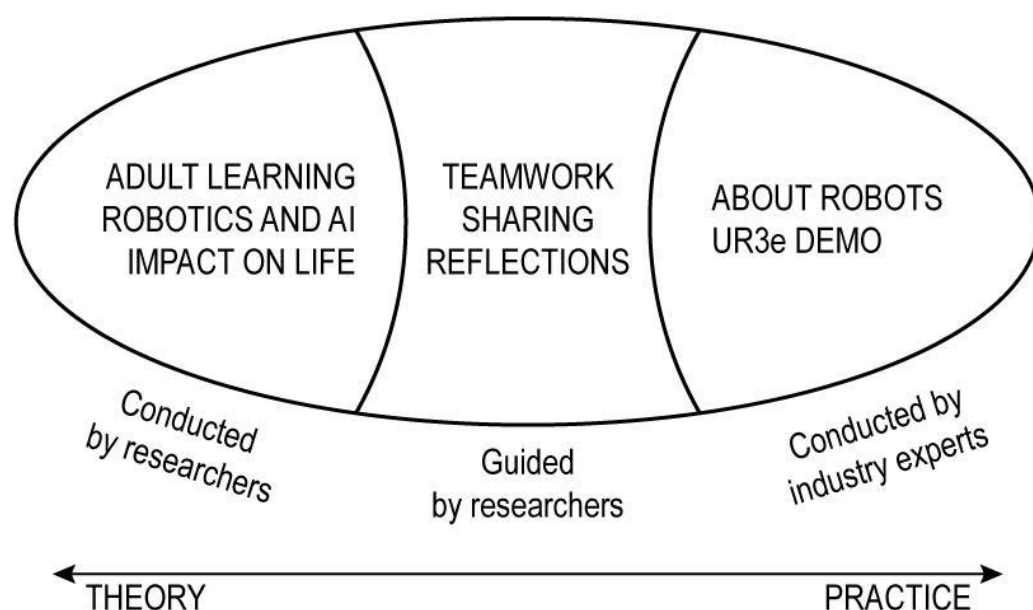 ADULT LEARNING
ROBOTICS AND AI
IMPACT ON LIFE
TEAMWORK
SHARING
REFLECTIONS
ABOUT ROBOTS
UR3e DEMO
Conducted
by researchers
Guided
by researchers
Conducted by
industry experts
THEORY
PRACTICE